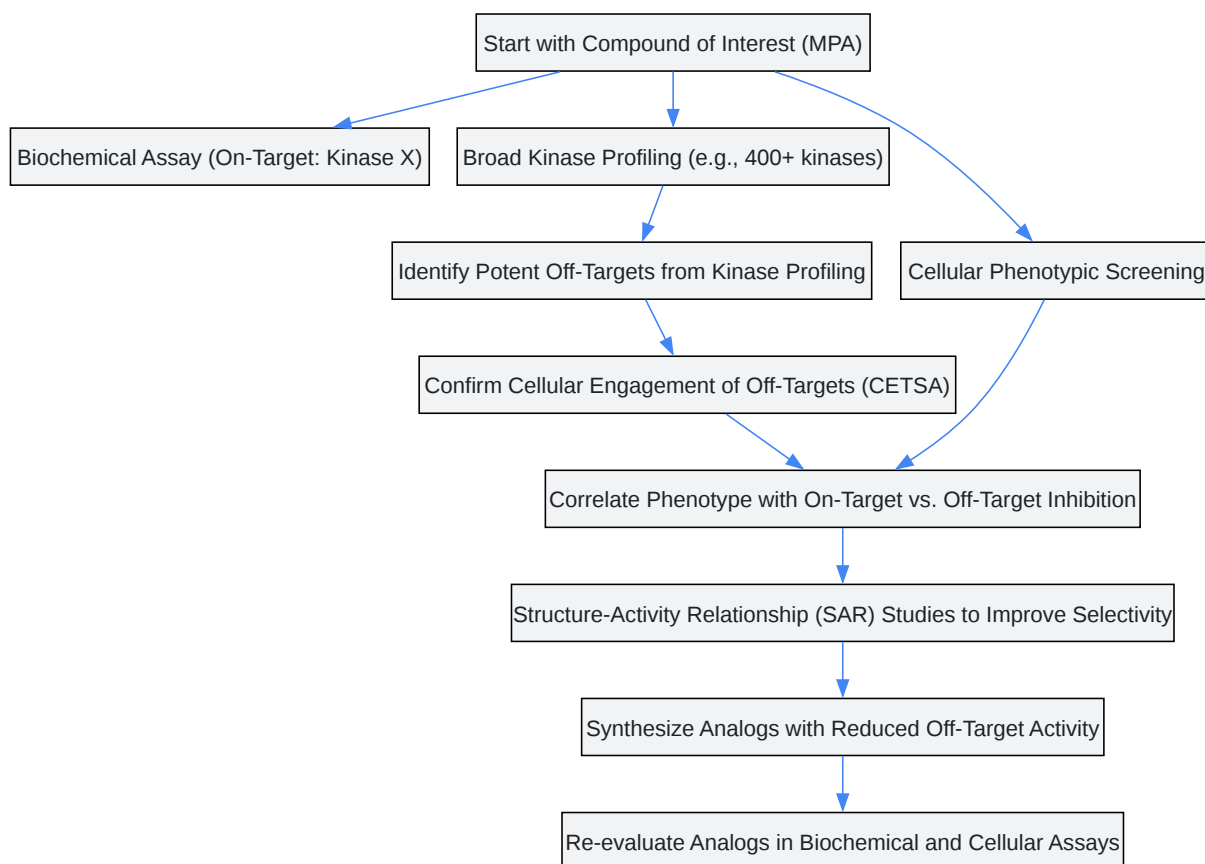 Start with Compound of Interest (MPA)
Biochemical Assay (On-Target: Kinase X)
Broad Kinase Profiling (e.g., 400+ kinases)
Identify Potent Off-Targets from Kinase Profiling
Cellular Phenotypic Screening
Confirm Cellular Engagement of Off-Targets (CETSA)
Correlate Phenotype with On-Target vs. Off-Target Inhibition
Structure-Activity Relationship (SAR) Studies to Improve Selectivity
Synthesize Analogs with Reduced Off-Target Activity
Re-evaluate Analogs in Biochemical and Cellular Assays